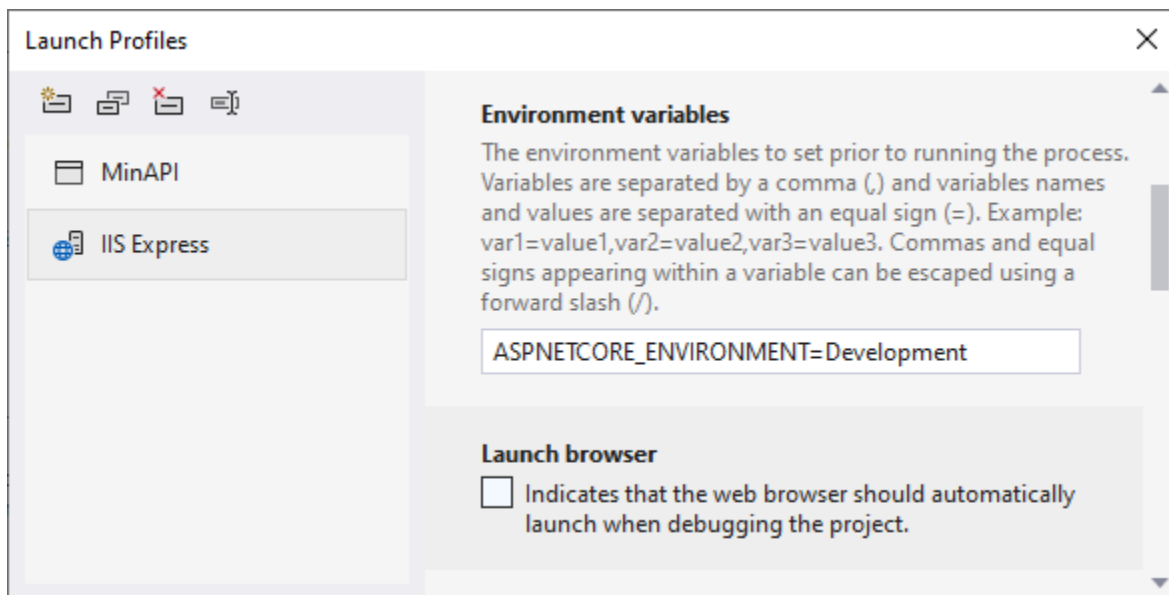 Launch Profiles
MinAPI
IIS Express
Environment variables
The environment variables to set prior to running the process.
Variables are separated by a comma (,) and variables names
and values are separated with an equal sign (=). Example:
var1=value1,var2=value2,var3=value3. Commas and equal
signs appearing within a variable can be escaped using a
forward slash (/).
ASPNETCORE_ENVIRONMENT=Development
Launch browser
Indicates that the web browser should automatically
launch when debugging the project.